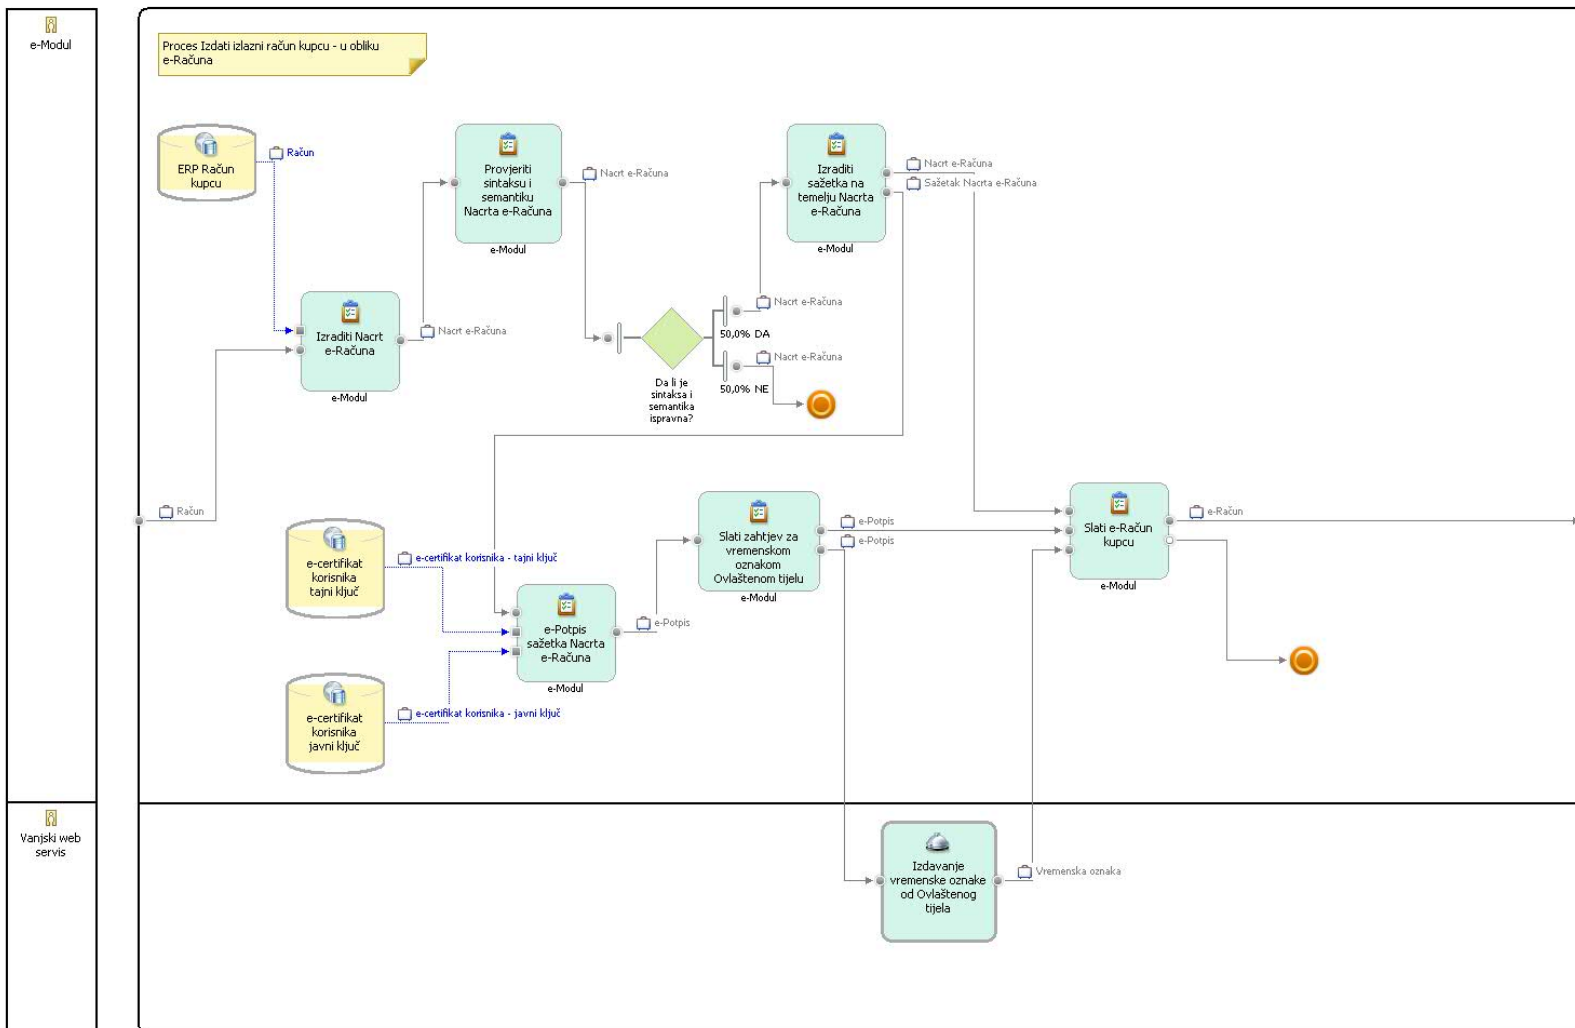 e-Modul
Proces Izdati izlazni račun kupcu - u obliku
e-Računa
ERP Račun
kupcu
Račun
Provjeriti
sintaksu i
semantiku
Nacrta e-Računa
e-Modul
Nacrt e-Računa
Izraditi
sažetka na
temelju Nacrta
e-Računa
e-Modul
Nacrt e-Računa
Sažetak Nacrta e-Računa
Izraditi Nacrt
e-Računa
e-Modul
Nacrt e-Računa
Nacrt e-Računa
50,0% DA
Nacrt e-Računa
50,0% NE
Da li je
sintaksa i
semantika
ispravna?
Račun
e-certifikat
korisnika
tajni ključ
e-certifikat korisnika - tajni ključ
e-Potpis
sažetka Nacrta
e-Računa
e-Modul
e-Potpis
Slati zahtjev za
vremenskom
oznakom
Ovlaštenom tijelu
e-Modul
e-Potpis
e-Potpis
Slati e-Račun
kupcu
e-Modul
e-Račun
e-certifikat
korisnika
javni ključ
e-certifikat korisnika - javni ključ
Vanjski web
servis
Izdavanje
vremenske oznake
od Ovlaštenog
tijela
Vremenska oznaka